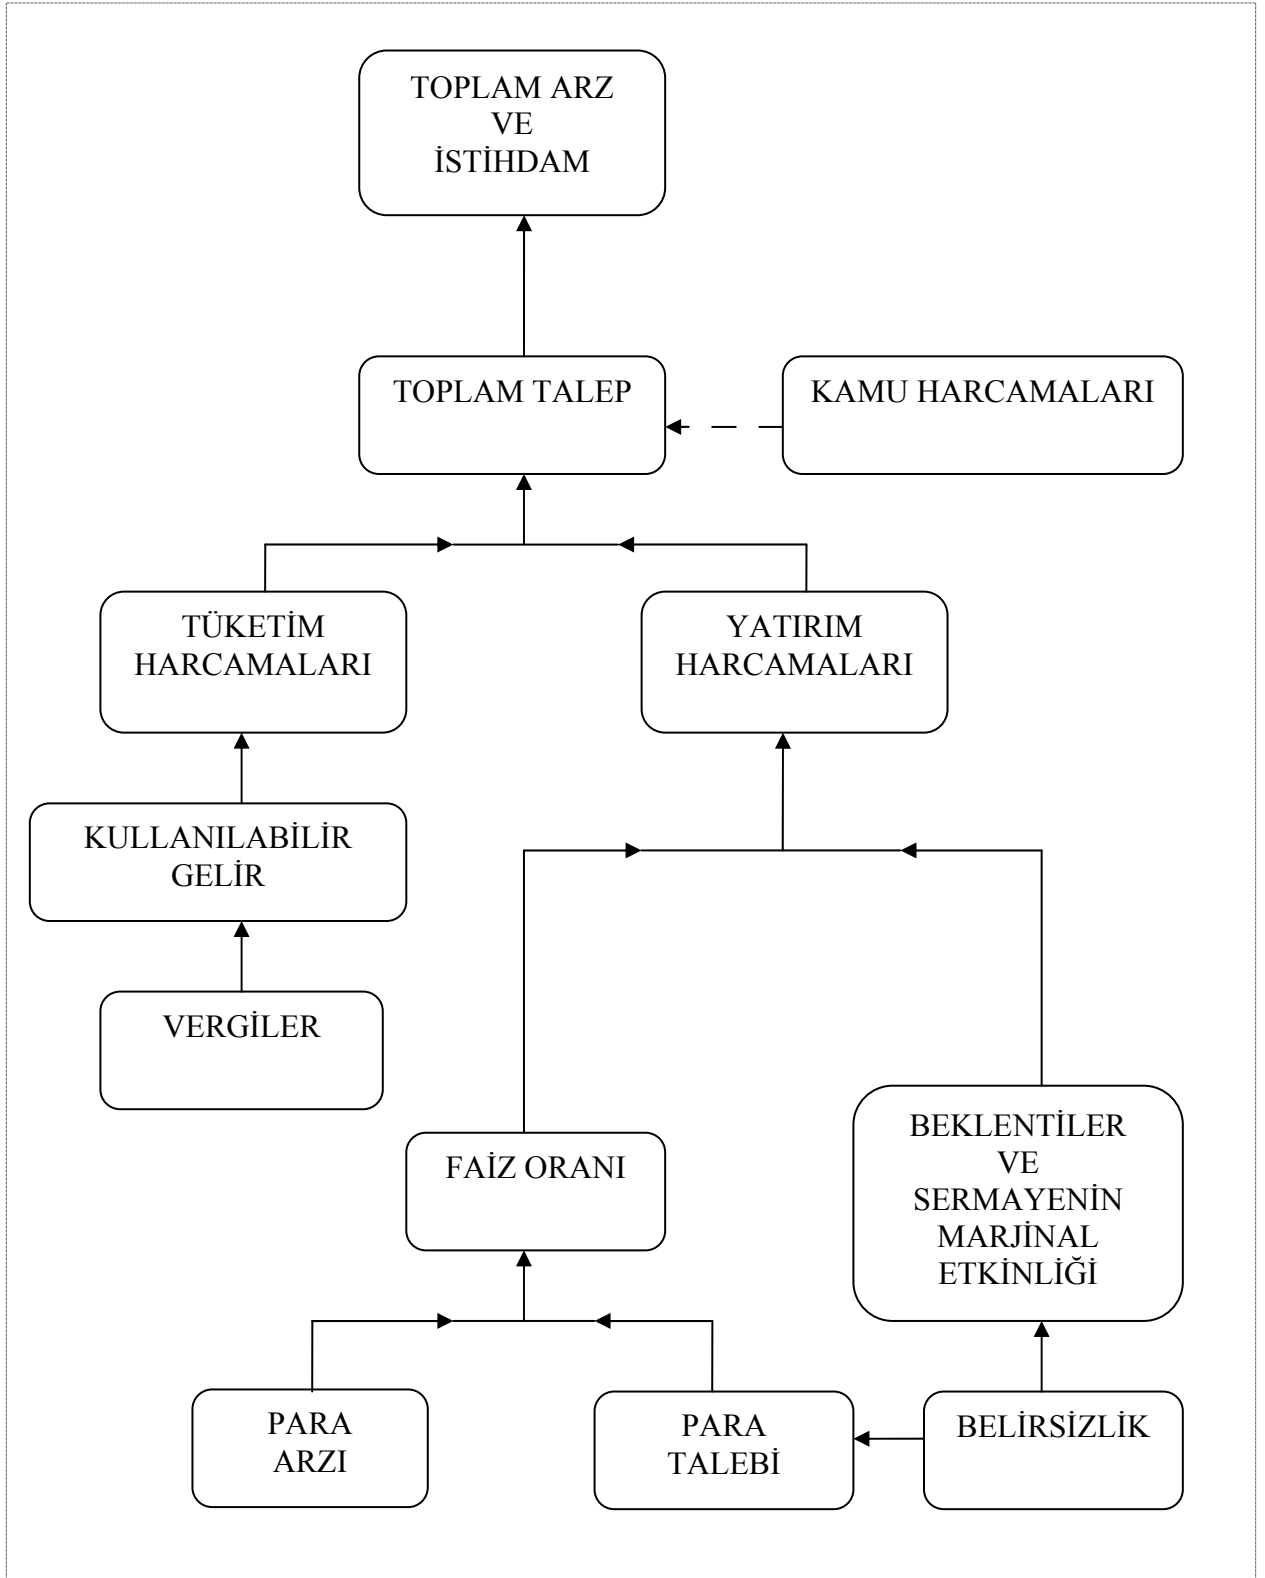 TOPLAM ARZ
VE
İSTİHDAM
TOPLAM TALEP
KAMU HARCAMALARI
TÜKETİM
HARCAMALARI
YATIRIM
HARCAMALARI
KULLANILABİLİR
GELİR
VERGİLER
FAİZ ORANI
BEKLENTİLER
VE
SERMAYENİN
MARJİNAL
ETKİNLİĞİ
PARA
ARZI
PARA
TALEBİ
BELİRSİZLİK